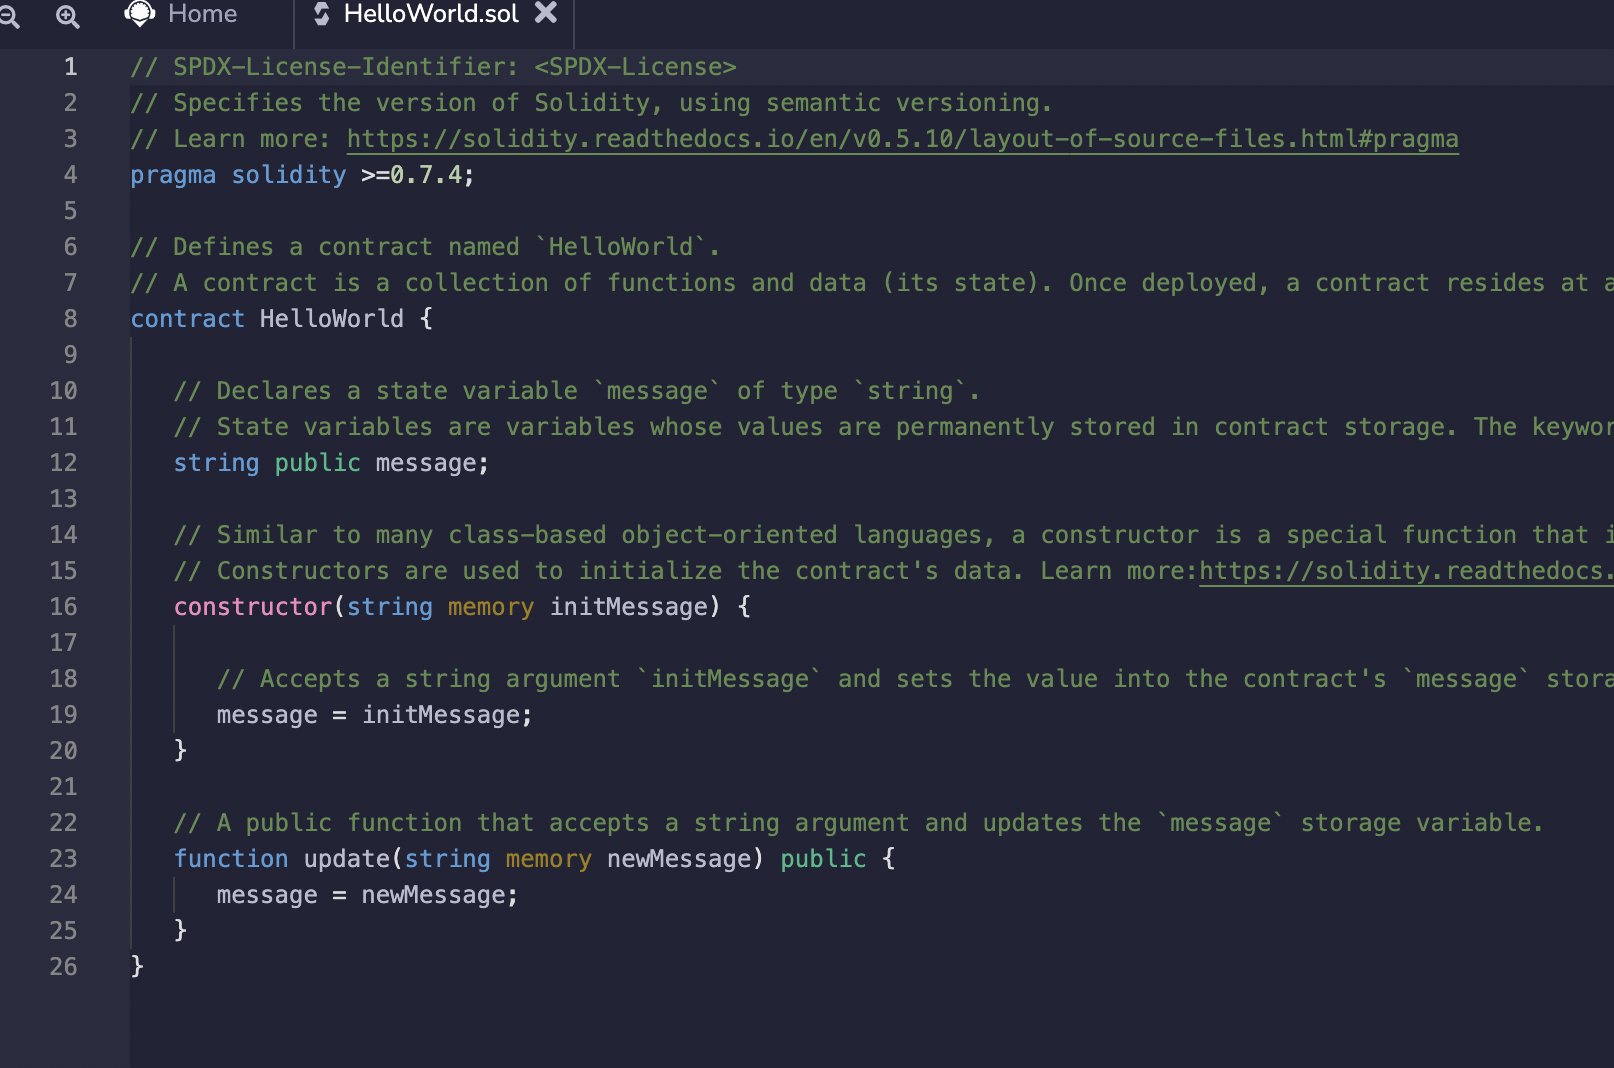 Home HelloWorld.sol
1 // SPDX-License-Identifier: <SPDX-License>
2 // Specifies the version of Solidity, using semantic versioning.
3 // Learn more: https://solidity.readthedocs.io/en/v0.5.10/layout-of-source-files.html#pragma
4 pragma solidity >=0.7.4;
5
6 // Defines a contract named `HelloWorld`.
7 // A contract is a collection of functions and data (its state). Once deployed, a contract resides at a
8 contract HelloWorld {
9
10 // Declares a state variable `message` of type `string`.
11 // State variables are variables whose values are permanently stored in contract storage. The keywor
12 string public message;
13
14 // Similar to many class-based object-oriented languages, a constructor is a special function that i
15 // Constructors are used to initialize the contract's data. Learn more:https://solidity.readthedocs.
16 constructor(string memory initMessage) {
17
18 // Accepts a string argument `initMessage` and sets the value into the contract's `message` stora
19 message = initMessage;
20 }
21
22 // A public function that accepts a string argument and updates the `message` storage variable.
23 function update(string memory newMessage) public {
24 message = newMessage;
25 }
26 }